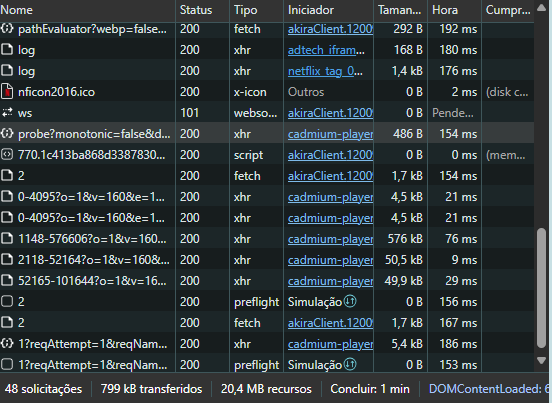 Nome Status Tipo Iniciador Taman... Hora Cumpr...
pathEvaluator?webp=false... 200 fetch akiraClient.1200 292 B 192 ms
log 200 xhr adtech_ifram... 168 B 180 ms
log 200 xhr netflix_tag_0... 1,4 kB 176 ms
nficon2016.ico 200 x-icon Outros 0 B 2 ms (disk c...
ws 101 webso... akiraClient.1200 0 B Pende...
probe?monotonic=false&d... 200 xhr cadmium-player 486 B 154 ms
770.1c413ba868d3387830... 200 script akiraClient.1200 0 B 0 ms (mem...
2 200 fetch akiraClient.1200 1,7 kB 154 ms
0-4095?o=1&v=160&e=1... 200 xhr cadmium-player 4,5 kB 21 ms
0-4095?o=1&v=160&e=1... 200 xhr cadmium-player 4,5 kB 21 ms
1148-576606?o=1&v=160... 200 xhr cadmium-player 576 kB 76 ms
2118-52164?o=1&v=160... 200 xhr cadmium-player 50,5 kB 9 ms
52165-101644?o=1&v=16... 200 xhr cadmium-player 49,9 kB 29 ms
2 200 preflight Simulação 0 B 156 ms
2 200 fetch akiraClient.1200 1,7 kB 167 ms
1?reqAttempt=1&reqNam... 200 xhr cadmium-player 5,4 kB 186 ms
1?reqAttempt=1&reqNam... 200 preflight Simulação 0 B 153 ms
48 solicitações 799 kB transferidos 20,4 MB recursos Concluir: 1 min DOMContentLoaded: 6